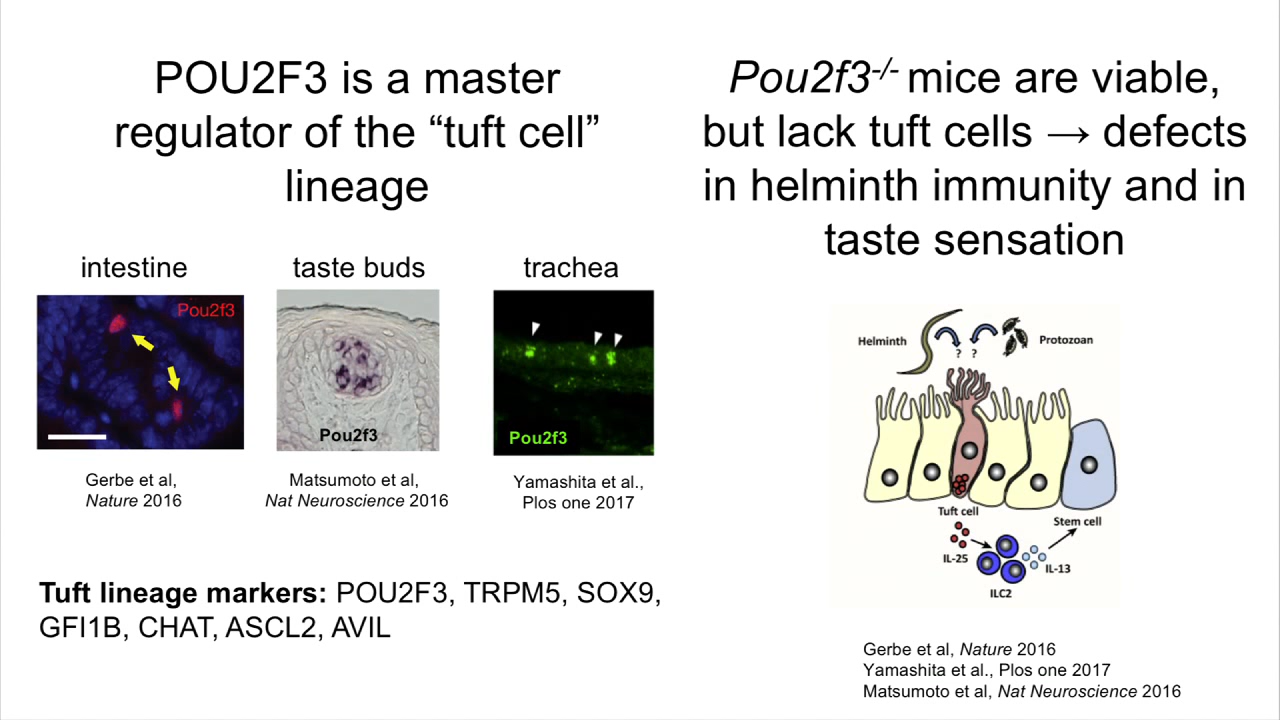 POU2F3 is a master
regulator of the “tuft cell”
lineage
intestine
taste buds
trachea
Pou2f3
Pou2f3
Pou2f3
Gerbe et al,
Nature 2016
Matsumoto et al,
Nat Neuroscience 2016
Yamashita et al.,
Plos one 2017
Tuft lineage markers: POU2F3, TRPM5, SOX9,
GFI1B, CHAT, ASCL2, AVIL
Pou2f3-/- mice are viable,
but lack tuft cells → defects
in helminth immunity and in
taste sensation
Helminth
? ?
Protozoan
Tuft cell
Stem cell
IL-25
IL-13
ILC2
Gerbe et al, Nature 2016
Yamashita et al., Plos one 2017
Matsumoto et al, Nat Neuroscience 2016